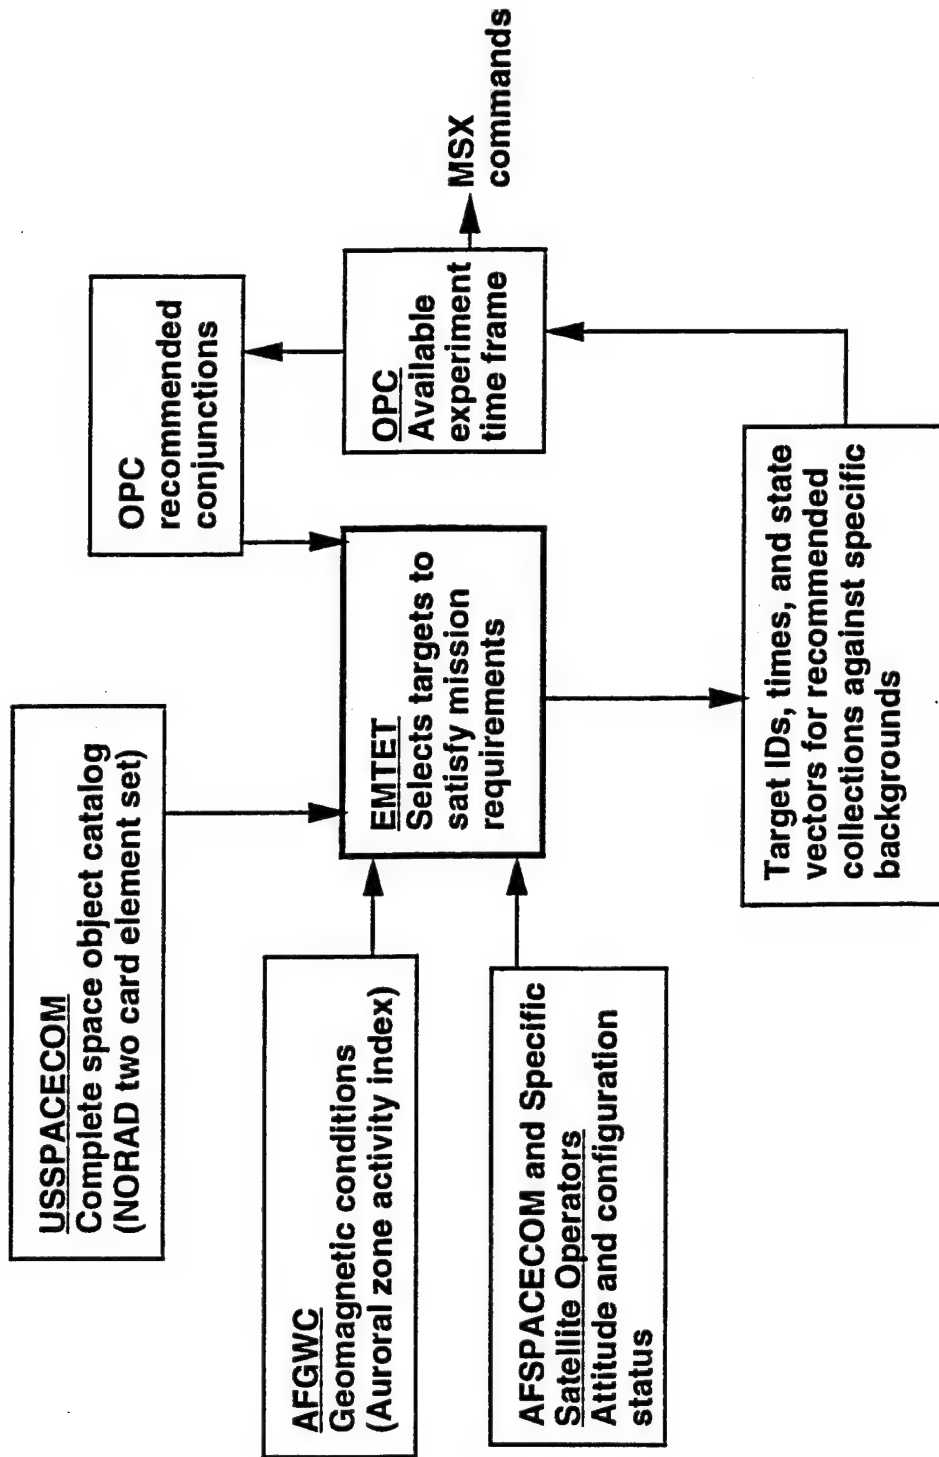 USSPACECOM
Complete space object catalog
(NORAD two card element set)
AFGWC
Geomagnetic conditions
(Auroral zone activity index)
AFSPACECOM and Specific
Satellite Operators
Attitude and configuration
status
EMTET
Selects targets to
satisfy mission
requirements
OPC
recommended
conjunctions
OPC
Available
experiment
time frame
MSX
commands
Target IDs, times, and state
vectors for recommended
collections against specific
backgrounds